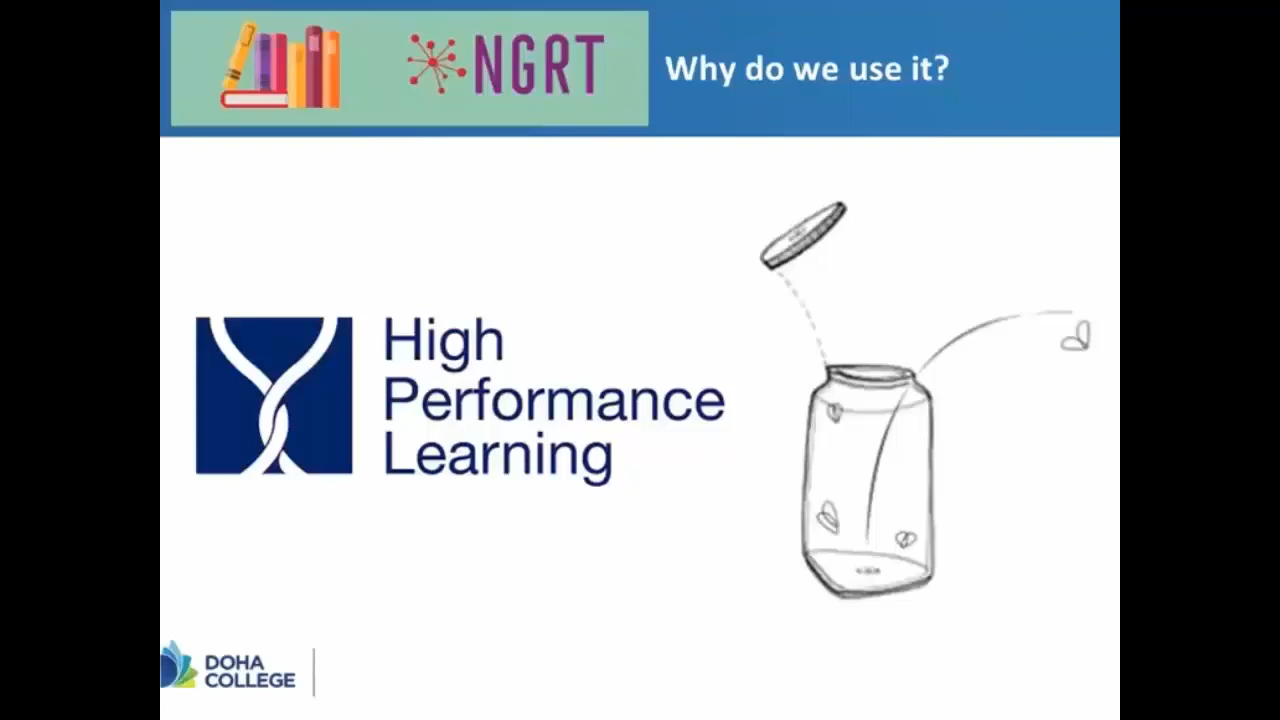 NGRT
Why do we use it?
High
Performance
Learning
DOHA
COLLEGE